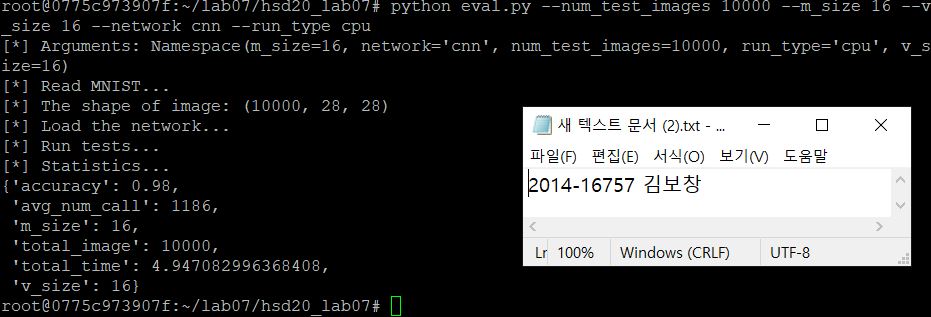 root@0775c973907f:~/lab07/hsd20_lab07# python eval.py --num_test_images 10000 --m_size 16 --v
_size 16 --network cnn --run_type cpu
[*] Arguments: Namespace(m_size=16, network='cnn', num_test_images=10000, run_type='cpu', v_s
ize=16)
[*] Read MNIST...
[*] The shape of image: (10000, 28, 28)
[*] Load the network...
[*] Run tests...
[*] Statistics...
{'accuracy': 0.98,
 'avg_num_call': 1186,
 'm_size': 16,
 'total_image': 10000,
 'total_time': 4.947082996368408,
 'v_size': 16}
root@0775c973907f:~/lab07/hsd20_lab07#
새 텍스트 문서 (2).txt - ...
파일(F) 편집(E) 서식(O) 보기(V) 도움말
2014-16757 김보창
Ln 100% Windows (CRLF) UTF-8